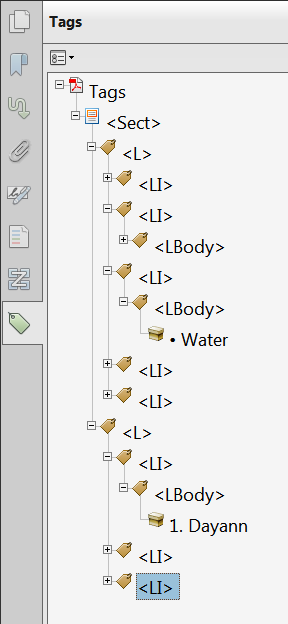 Tags
Tags
<Sect>
<L>
<LI>
<LI>
<LBody>
<LI>
<LBody>
• Water
<LI>
<LI>
<L>
<LI>
<LBody>
1. Dayann
<LI>
<LI>